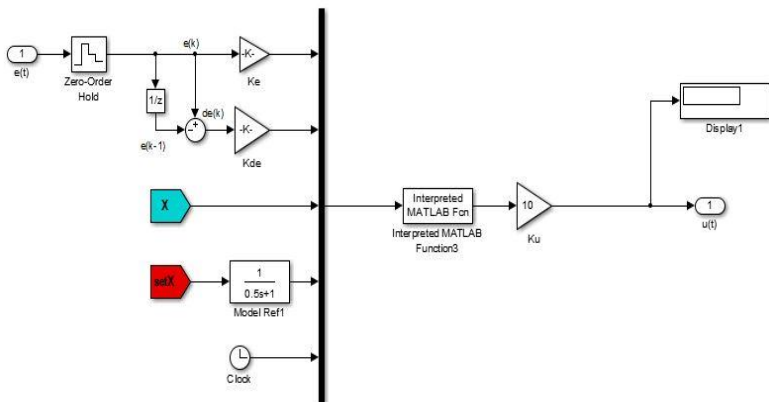 1
e(t)
Zero-Order
Hold
e(k)
-K-
Ke
1/z
e(k-1)
de(k)
-K-
Kde
X
setX
1
0.5s+1
Model Ref1
Clock
Interpreted
MATLAB Fcn
Interpreted MATLAB
Function3
10
Ku
Display1
1
u(t)